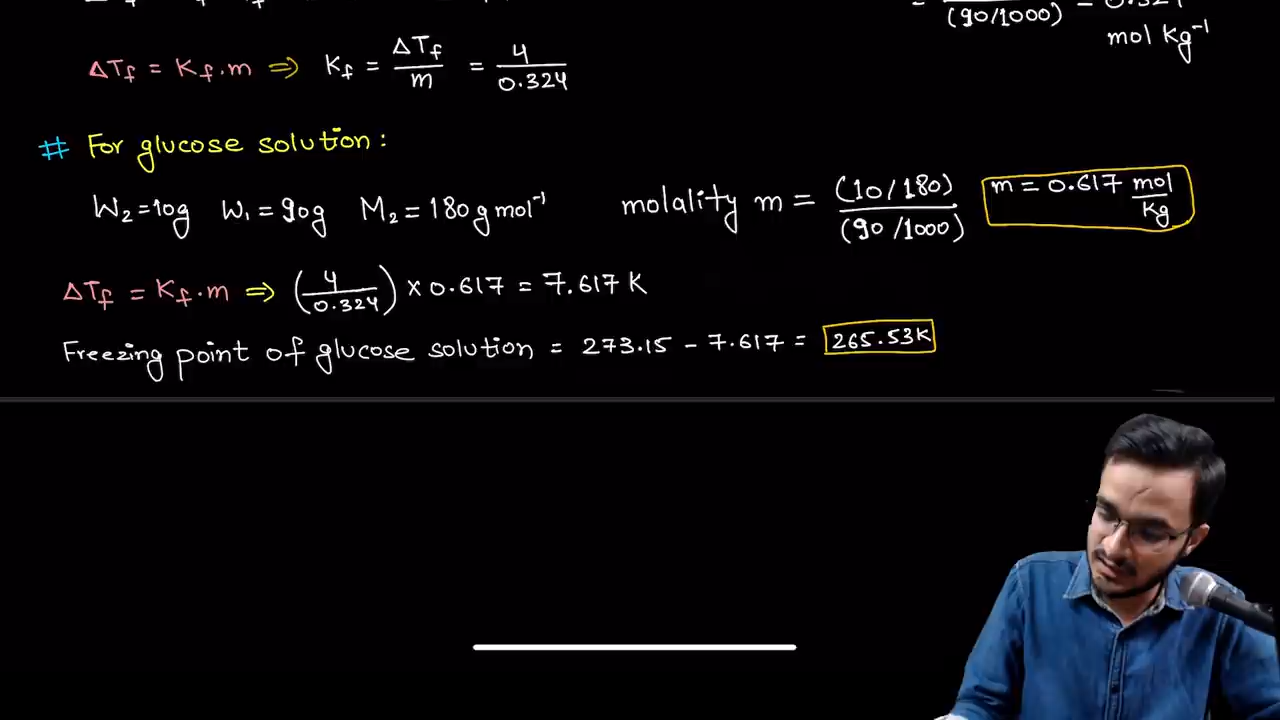 (90/1000)
mol Kg⁻¹
ΔTf = Kf.m ⇒ Kf = ΔTf/m = 4/0.324
# For glucose solution:
W₂=10g W₁=90g M₂=180 g mol⁻¹ molality m = (10/180)/(90/1000) m = 0.617 mol/Kg
ΔTf = Kf.m ⇒ (4/0.324) × 0.617 = 7.617 K
Freezing point of glucose solution = 273.15 - 7.617 = 265.53K